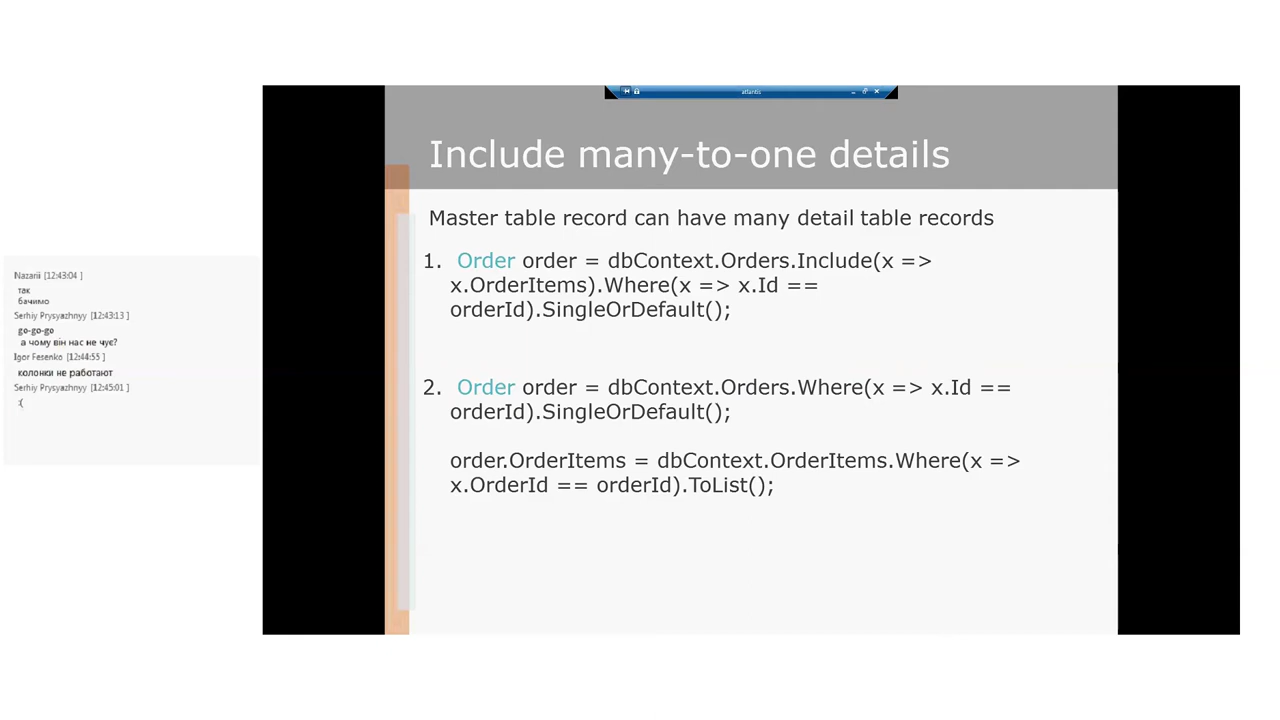 atlantis
Include many-to-one details
Master table record can have many detail table records
1. Order order = dbContext.Orders.Include(x =>
x.OrderItems).Where(x => x.Id ==
orderId).SingleOrDefault();
2. Order order = dbContext.Orders.Where(x => x.Id ==
orderId).SingleOrDefault();
order.OrderItems = dbContext.OrderItems.Where(x =>
x.OrderId == orderId).ToList();
Nazarii [12:43:04 ]
так
бачимо
Serhiy Prysyazhnyy [12:43:13 ]
go-go-go
а чому він нас не чує?
Igor Fesenko [12:44:55 ]
колонки не работают
Serhiy Prysyazhnyy [12:45:01 ]
:(